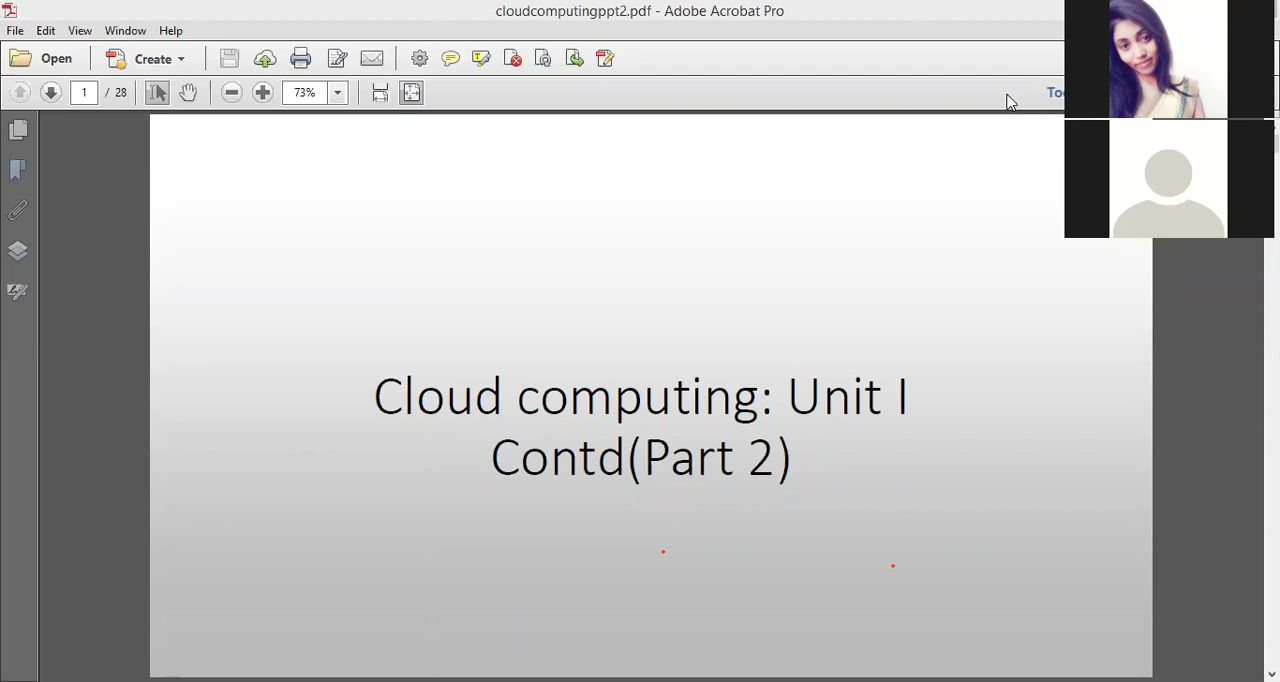 cloudcomputingppt2.pdf - Adobe Acrobat Pro
File Edit View Window Help
Open Create
1 / 28 73%
Cloud computing: Unit I
Contd(Part 2)